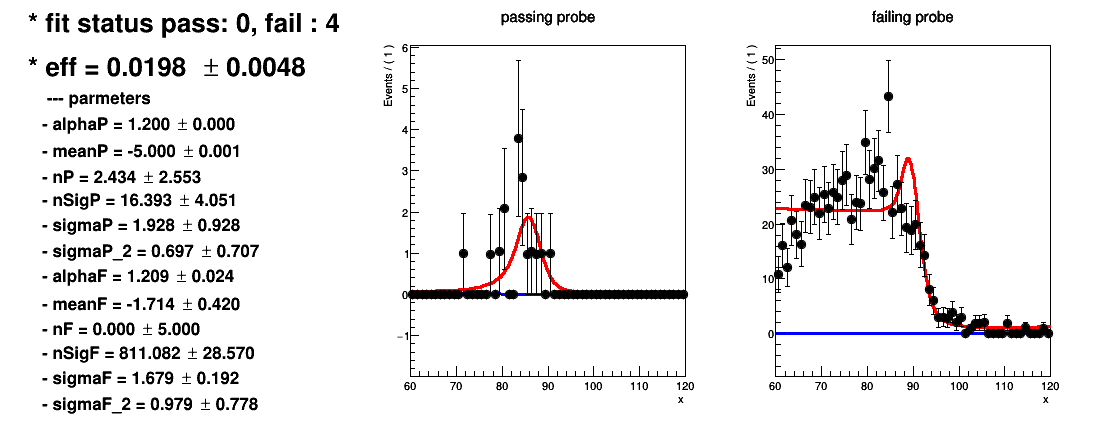 * fit status pass: 0, fail : 4
* eff = 0.0198 ± 0.0048
--- parmeters
- alphaP = 1.200 ± 0.000
- meanP = -5.000 ± 0.001
- nP = 2.434 ± 2.553
- nSigP = 16.393 ± 4.051
- sigmaP = 1.928 ± 0.928
- sigmaP_2 = 0.697 ± 0.707
- alphaF = 1.209 ± 0.024
- meanF = -1.714 ± 0.420
- nF = 0.000 ± 5.000
- nSigF = 811.082 ± 28.570
- sigmaF = 1.679 ± 0.192
- sigmaF_2 = 0.979 ± 0.778
passing probe
Events / ( 1 )
6
5
4
3
2
1
0
−1
60 70 80 90 100 110 120
x
failing probe
Events / ( 1 )
50
40
30
20
10
0
60 70 80 90 100 110 120
x